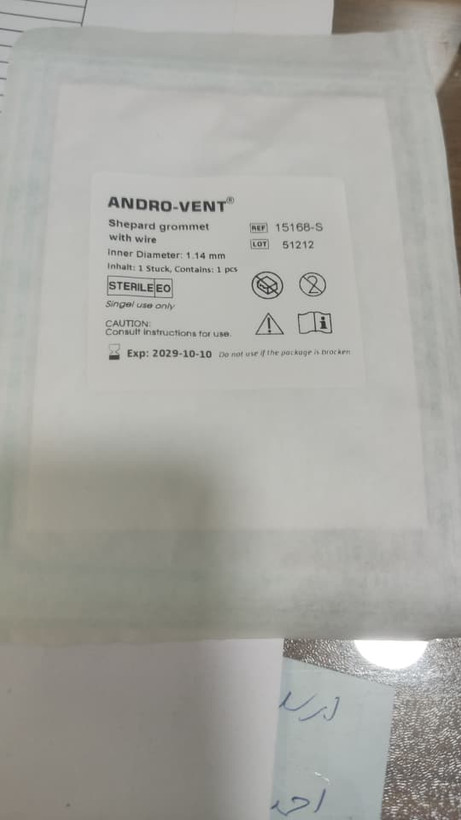 ANDRO-VENT®
Shepard grommet
with wire
REF 15168-S
LOT 51212
Inner Diameter: 1.14 mm
Inhalt: 1 Stuck, Contains: 1 pcs
STERILE EO
Singel use only
CAUTION:
Consult instructions for use.
Exp: 2029-10-10 Do not use if the package is bracken